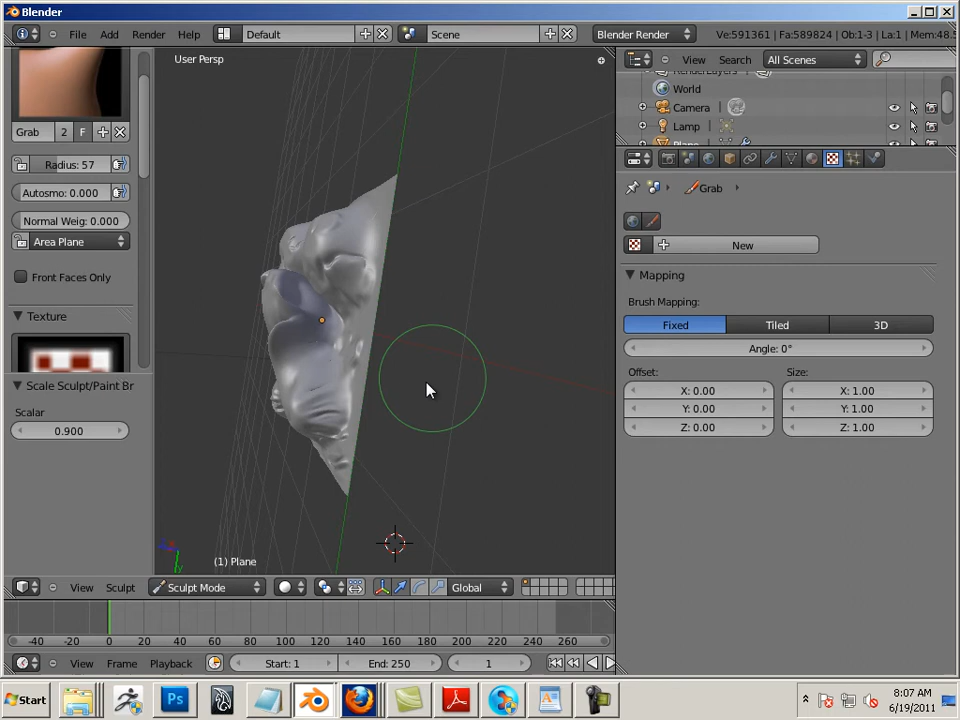 Blender
File Add Render Help Default Scene Blender Render Ve:591361 | Fa:589824 | Ob:1-3 | La:1 | Mem:48.
User Persp
View Search All Scenes
RenderLayers
World
Camera
Lamp
Plane
Grab 2 F
Radius: 57
Autosmo: 0.000
Normal Weig: 0.000
Area Plane
Front Faces Only
Texture
Scale Sculpt/Paint Br
Scalar
0.900
Grab
New
Mapping
Brush Mapping:
Fixed Tiled 3D
Angle: 0°
Offset: Size:
X: 0.00 X: 1.00
Y: 0.00 Y: 1.00
Z: 0.00 Z: 1.00
(1) Plane
View Sculpt Sculpt Mode Global
-40 -20 0 20 40 60 80 100 120 140 160 180 200 220 240 260
View Frame Playback Start: 1 End: 250 1
Start Ps 8:07 AM
6/19/2011